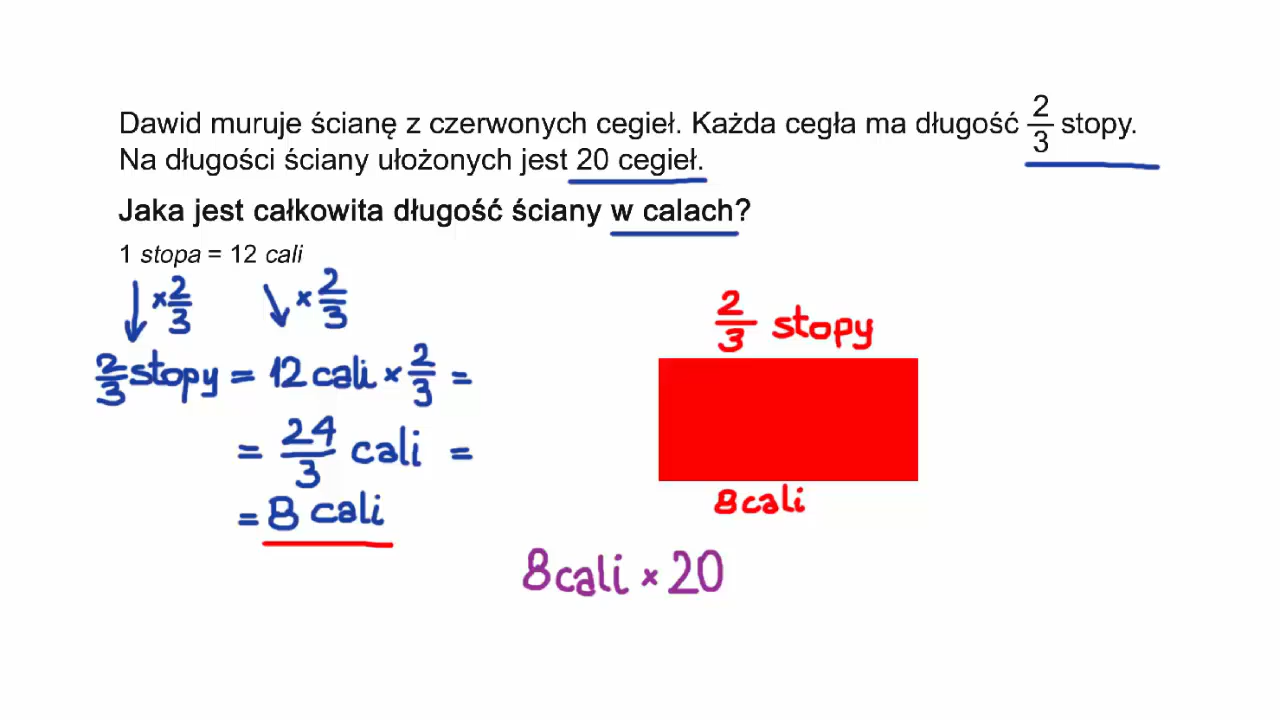 Dawid muruje ścianę z czerwonych cegieł. Każda cegła ma długość 2/3 stopy.
Na długości ściany ułożonych jest 20 cegieł.
Jaka jest całkowita długość ściany w calach?
1 stopa = 12 cali
↓ × 2/3 ↘ × 2/3
2/3 stopy = 12 cali × 2/3 =
= 24/3 cali =
= 8 cali
2/3 stopy
8 cali
8 cali × 20